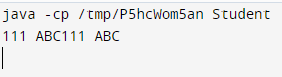 java -cp /tmp/P5hcWom5an Student
111 ABC111 ABC